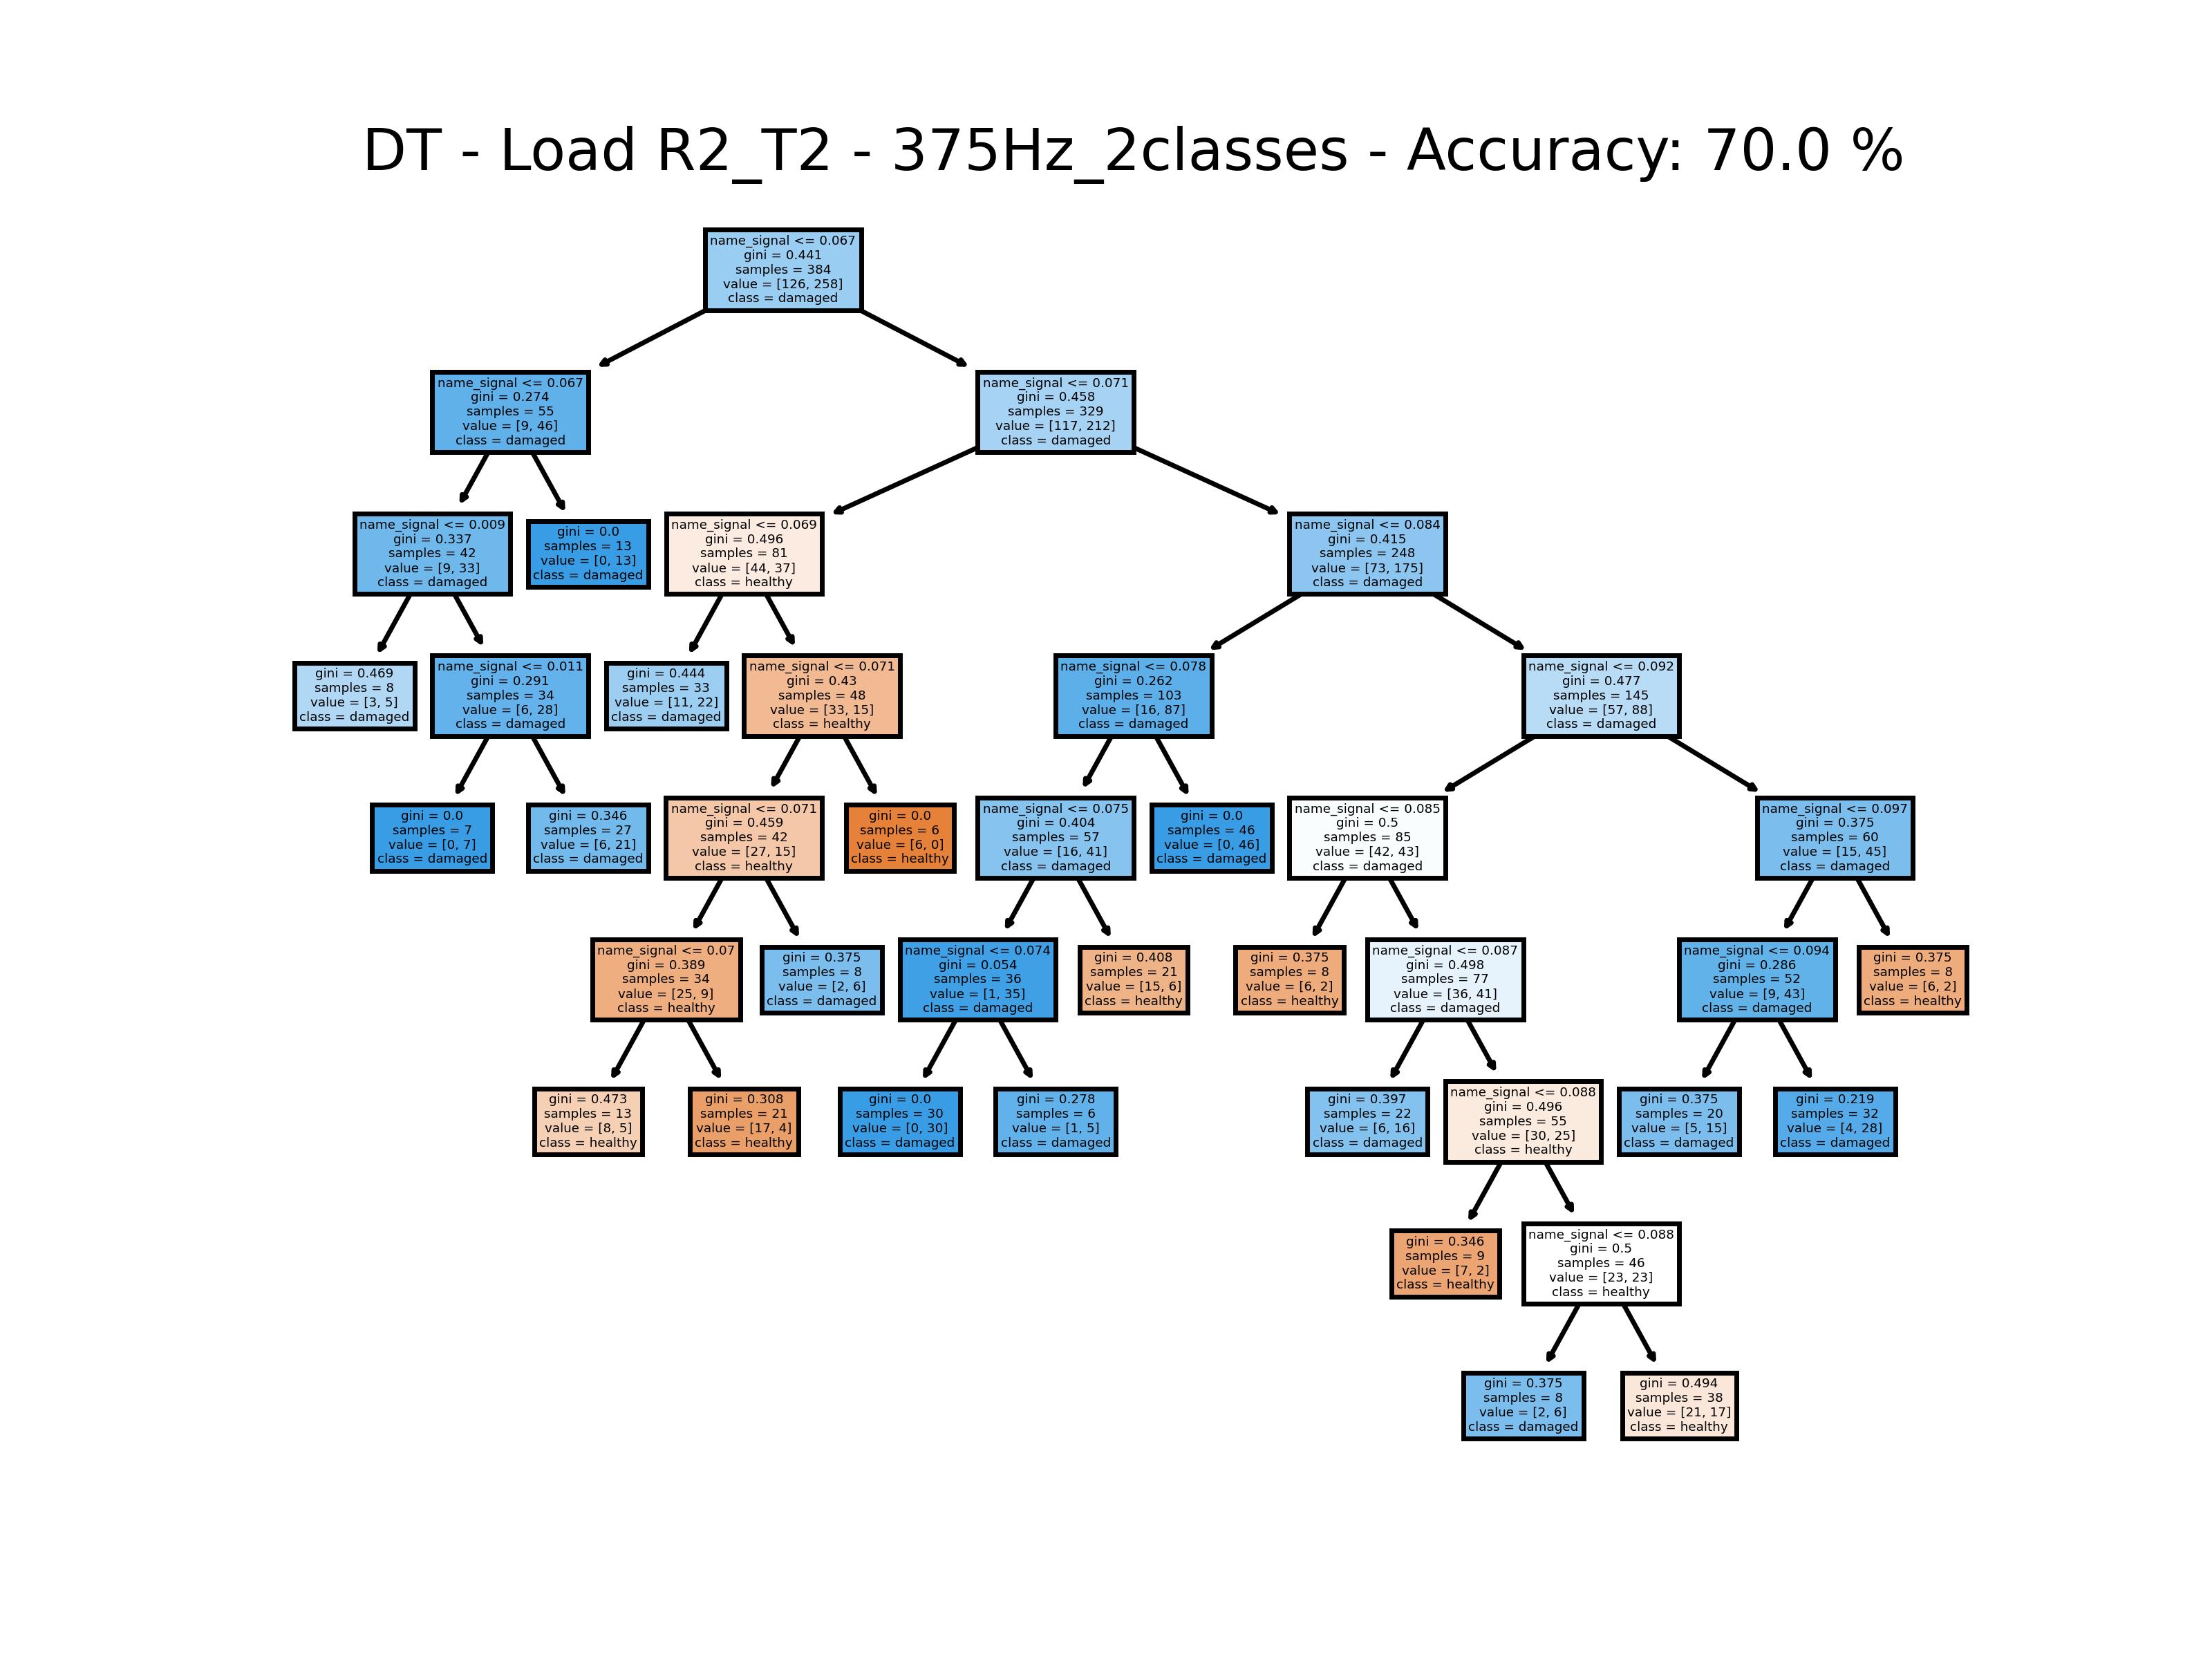 DT - Load R2_T2 - 375Hz_2classes - Accuracy: 70.0 %
name_signal <= 0.067
gini = 0.441
samples = 384
value = [126, 258]
class = damaged
name_signal <= 0.067
gini = 0.274
samples = 55
value = [9, 46]
class = damaged
name_signal <= 0.071
gini = 0.458
samples = 329
value = [117, 212]
class = damaged
name_signal <= 0.009
gini = 0.337
samples = 42
value = [9, 33]
class = damaged
gini = 0.0
samples = 13
value = [0, 13]
class = damaged
name_signal <= 0.069
gini = 0.496
samples = 81
value = [44, 37]
class = healthy
name_signal <= 0.084
gini = 0.415
samples = 248
value = [73, 175]
class = damaged
gini = 0.469
samples = 8
value = [3, 5]
class = damaged
name_signal <= 0.011
gini = 0.291
samples = 34
value = [6, 28]
class = damaged
gini = 0.444
samples = 33
value = [11, 22]
class = damaged
name_signal <= 0.071
gini = 0.43
samples = 48
value = [33, 15]
class = healthy
name_signal <= 0.078
gini = 0.262
samples = 103
value = [16, 87]
class = damaged
name_signal <= 0.092
gini = 0.477
samples = 145
value = [57, 88]
class = damaged
gini = 0.0
samples = 7
value = [0, 7]
class = damaged
gini = 0.346
samples = 27
value = [6, 21]
class = damaged
name_signal <= 0.071
gini = 0.459
samples = 42
value = [27, 15]
class = healthy
gini = 0.0
samples = 6
value = [6, 0]
class = healthy
name_signal <= 0.075
gini = 0.404
samples = 57
value = [16, 41]
class = damaged
gini = 0.0
samples = 46
value = [0, 46]
class = damaged
name_signal <= 0.085
gini = 0.5
samples = 85
value = [42, 43]
class = damaged
name_signal <= 0.097
gini = 0.375
samples = 60
value = [15, 45]
class = damaged
name_signal <= 0.07
gini = 0.389
samples = 34
value = [25, 9]
class = healthy
gini = 0.375
samples = 8
value = [2, 6]
class = damaged
name_signal <= 0.074
gini = 0.054
samples = 36
value = [1, 35]
class = damaged
gini = 0.408
samples = 21
value = [15, 6]
class = healthy
gini = 0.375
samples = 8
value = [6, 2]
class = healthy
name_signal <= 0.087
gini = 0.498
samples = 77
value = [36, 41]
class = damaged
name_signal <= 0.094
gini = 0.286
samples = 52
value = [9, 43]
class = damaged
gini = 0.375
samples = 8
value = [6, 2]
class = healthy
gini = 0.473
samples = 13
value = [8, 5]
class = healthy
gini = 0.308
samples = 21
value = [17, 4]
class = healthy
gini = 0.0
samples = 30
value = [0, 30]
class = damaged
gini = 0.278
samples = 6
value = [1, 5]
class = damaged
gini = 0.397
samples = 22
value = [6, 16]
class = damaged
name_signal <= 0.088
gini = 0.496
samples = 55
value = [30, 25]
class = healthy
gini = 0.375
samples = 20
value = [5, 15]
class = damaged
gini = 0.219
samples = 32
value = [4, 28]
class = damaged
gini = 0.346
samples = 9
value = [7, 2]
class = healthy
name_signal <= 0.088
gini = 0.5
samples = 46
value = [23, 23]
class = healthy
gini = 0.375
samples = 8
value = [2, 6]
class = damaged
gini = 0.494
samples = 38
value = [21, 17]
class = healthy